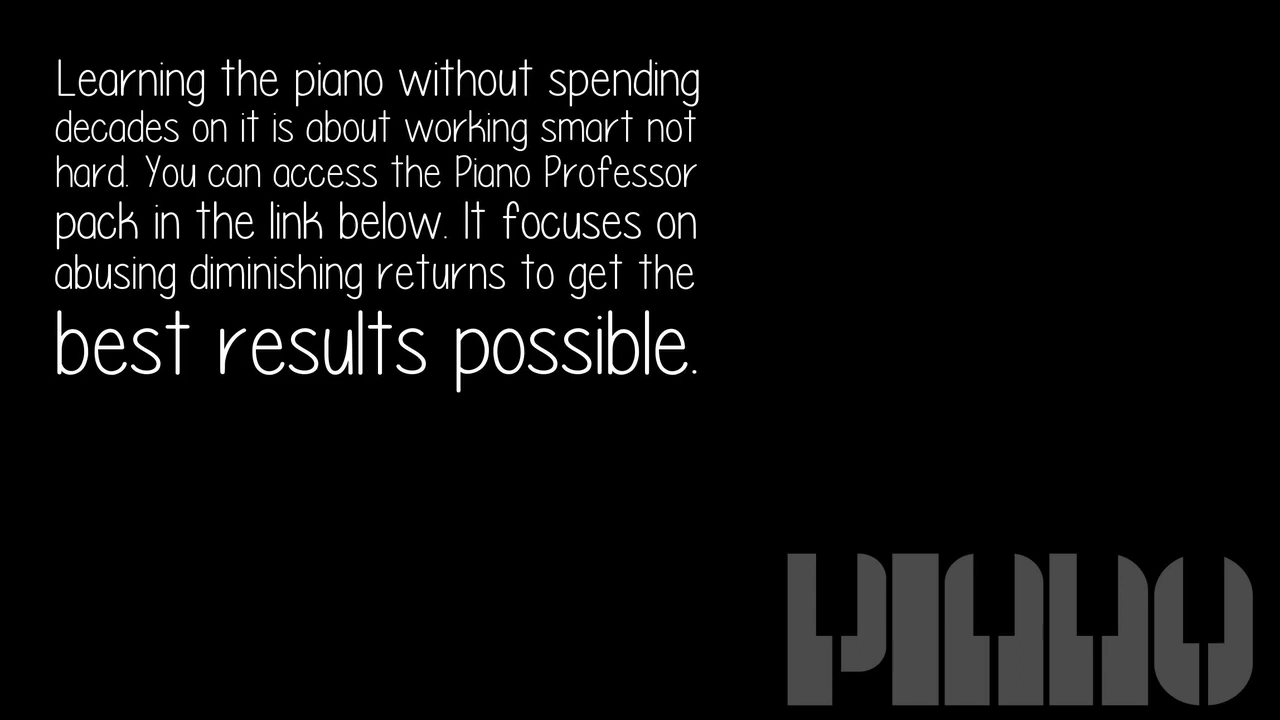 Learning the piano without spending
decades on it is about working smart not
hard. You can access the Piano Professor
pack in the link below. It focuses on
abusing diminishing returns to get the
best results possible.
PIANO